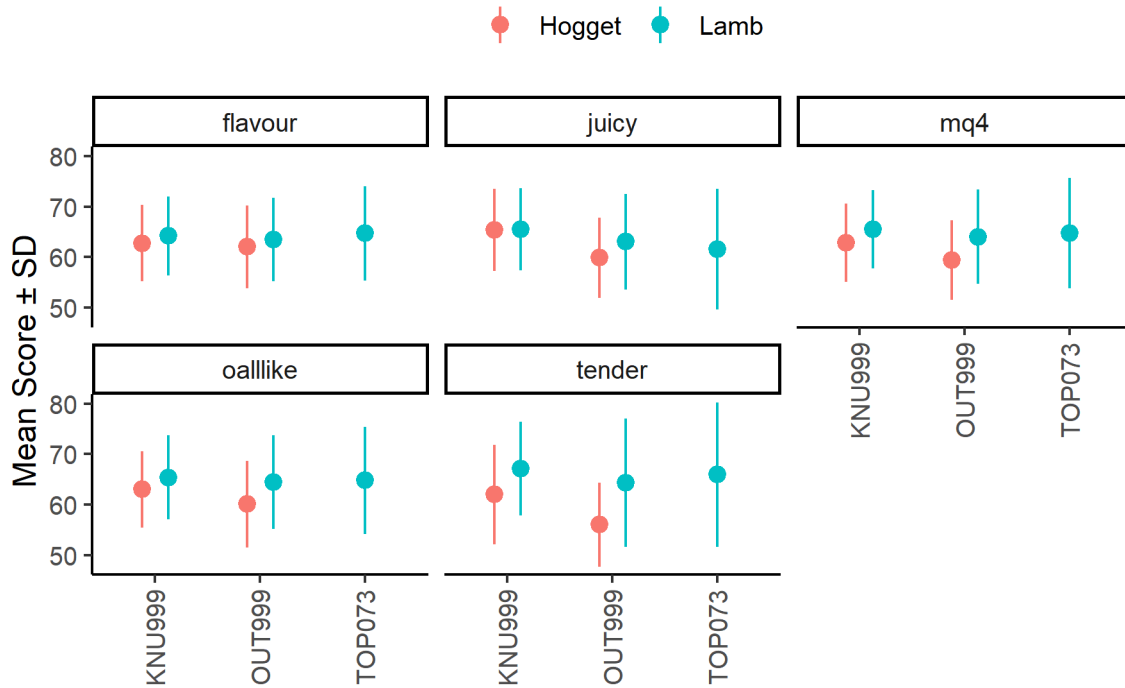 Hogget Lamb
flavour juicy mq4
80
70
60
50
Mean Score ± SD
KNU999 OUT999 TOP073
oalllike tender
80
70
60
50
KNU999 OUT999 TOP073 KNU999 OUT999 TOP073